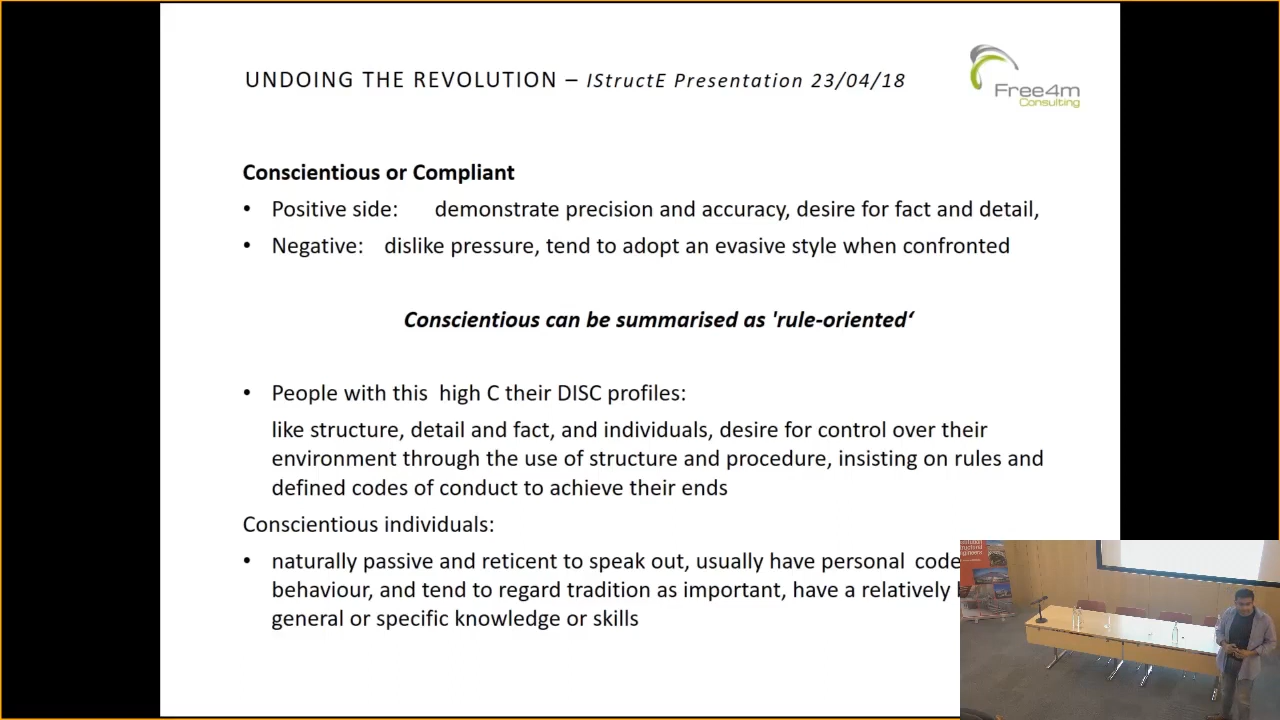 UNDOING THE REVOLUTION – IStructE Presentation 23/04/18
Free4m
Consulting
Conscientious or Compliant
• Positive side: demonstrate precision and accuracy, desire for fact and detail,
• Negative: dislike pressure, tend to adopt an evasive style when confronted
Conscientious can be summarised as 'rule-oriented‘
• People with this high C their DISC profiles:
like structure, detail and fact, and individuals, desire for control over their
environment through the use of structure and procedure, insisting on rules and
defined codes of conduct to achieve their ends
Conscientious individuals:
• naturally passive and reticent to speak out, usually have personal code
behaviour, and tend to regard tradition as important, have a relatively
general or specific knowledge or skills